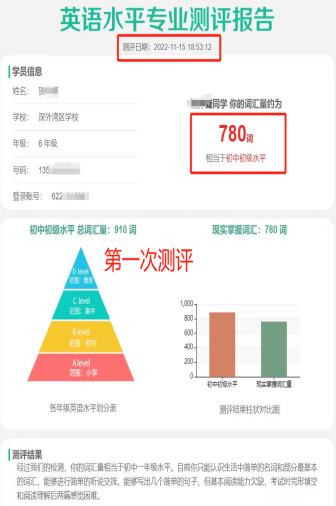 英语水平专业测评报告
测评日期：2022-11-15 18:53:12
学员信息
姓名：
同学 你的词汇量约为
学校：深外湾区学校
780词
年级：6 年级
相当于初中初级水平
号码：135
登录账号：622
初中初级水平 总词汇量：910 词
现实掌握词汇：780 词
第一次测评
D level
C level
范围：高中
B level
范围：初中
A level
范围：小学
1,000
800
600
400
200
0
初中初级水平
现实掌握词汇量
各年级英语水平划分表
测评结果柱状对比图
测评结果
经过我们的检测，你的词汇量相当于初中一年级水平。目前你只能认识生活中简单的名词和部分最基本
的词汇，能够进行简单的听说交流，能够写出几个简单的句子，但基本阅读能力欠缺，考试时完形填空
和阅读理解后两篇感觉困难。